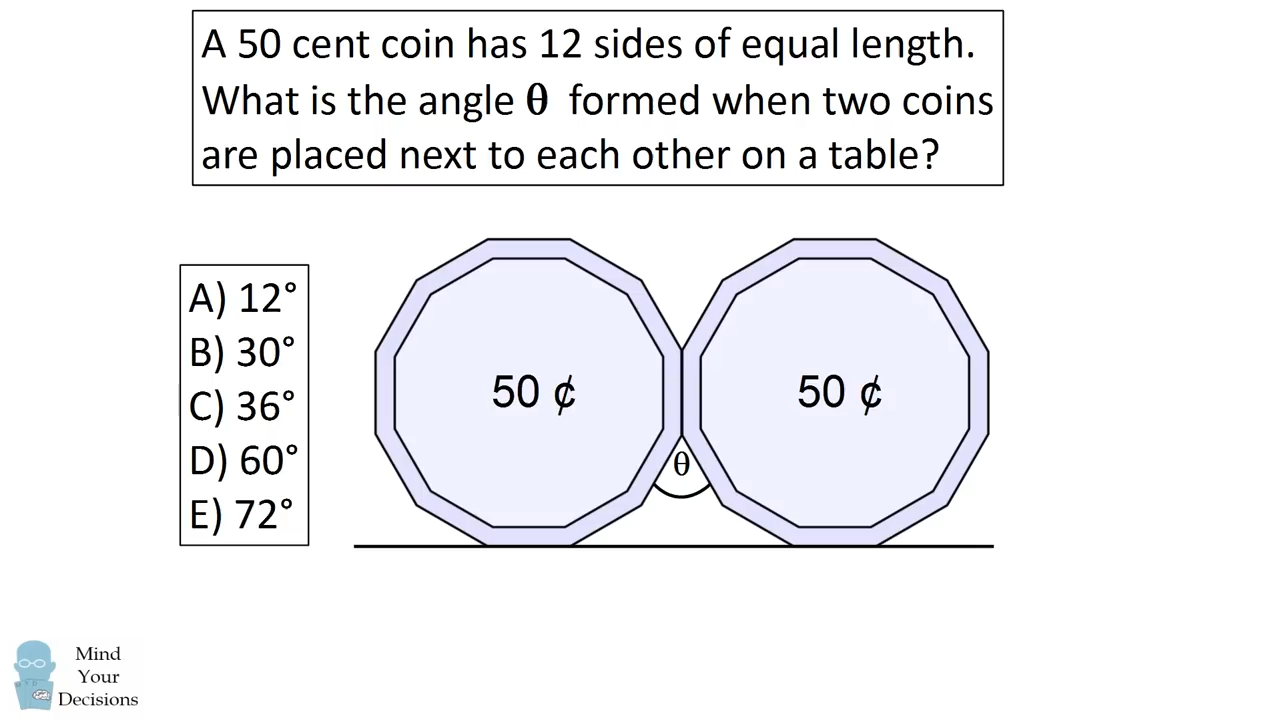 A 50 cent coin has 12 sides of equal length.
What is the angle θ formed when two coins
are placed next to each other on a table?
A) 12°
B) 30°
C) 36°
D) 60°
E) 72°
50 ¢
50 ¢
θ
Mind
Your
Decisions